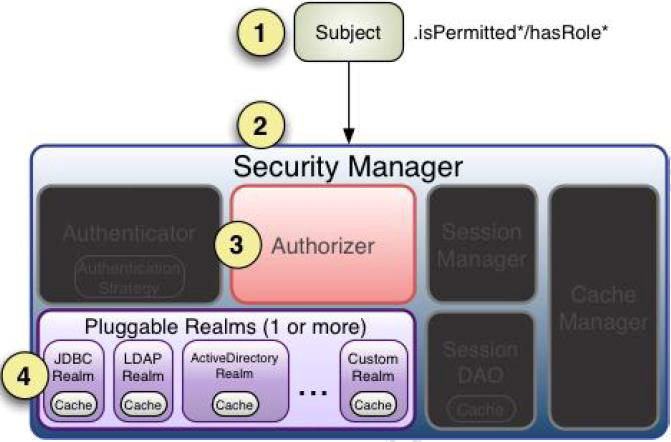 1
Subject
.isPermitted*/hasRole*
2
Security Manager
Authenticator
Authentication
Strategy
3
Authorizer
Session
Manager
Cache
Manager
Pluggable Realms (1 or more)
4
JDBC
Realm
Cache
LDAP
Realm
Cache
ActiveDirectory
Realm
Cache
...
Custom
Realm
Cache
Session
DAO
Cache